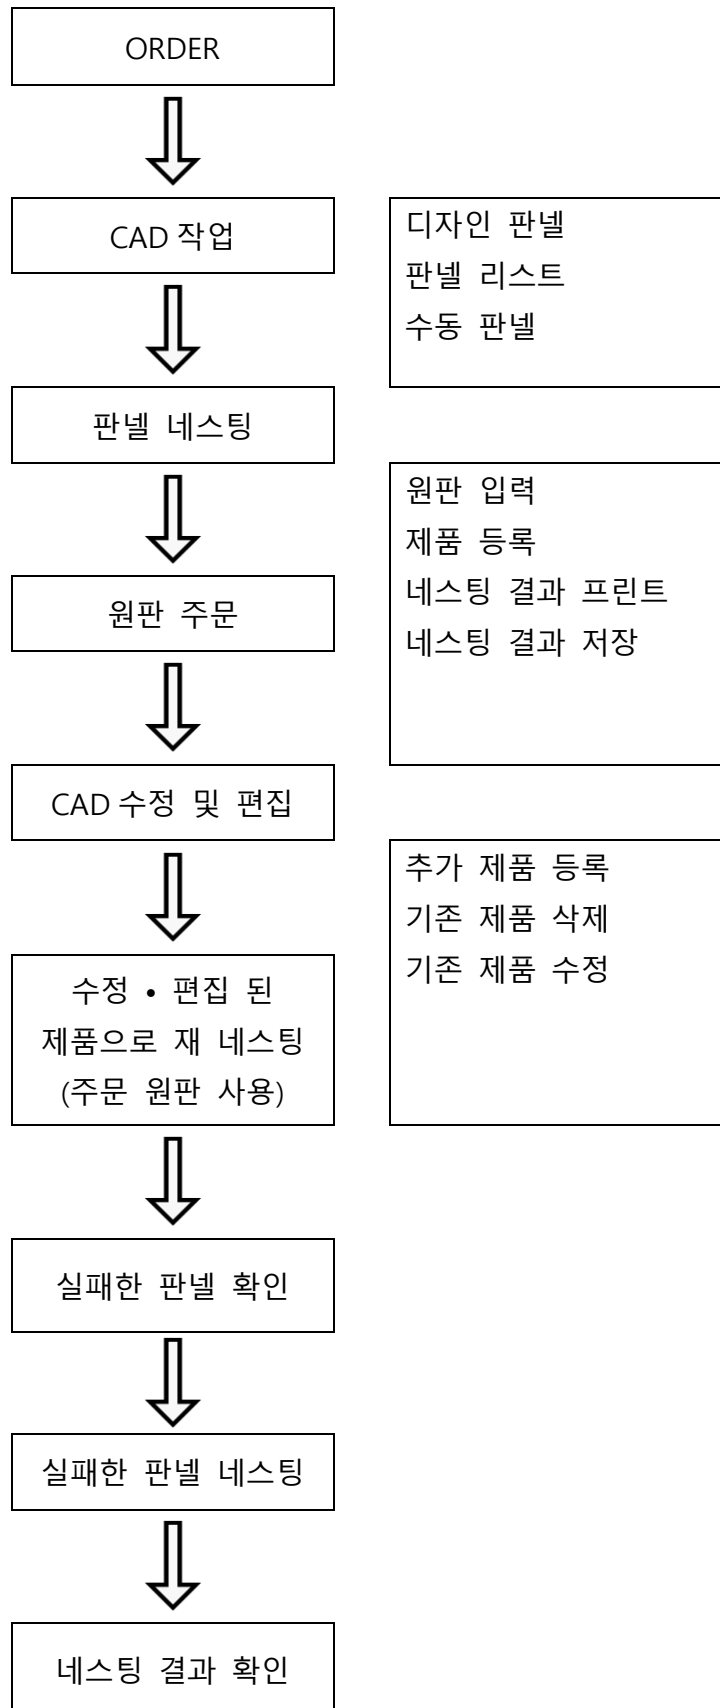 ORDER
CAD 작업
디자인 판넬
판넬 리스트
수동 판넬
판넬 네스팅
원판 입력
제품 등록
네스팅 결과 프린트
네스팅 결과 저장
원판 주문
CAD 수정 및 편집
추가 제품 등록
기존 제품 삭제
기존 제품 수정
수정 • 편집 된
제품으로 재 네스팅
(주문 원판 사용)
실패한 판넬 확인
실패한 판넬 네스팅
네스팅 결과 확인